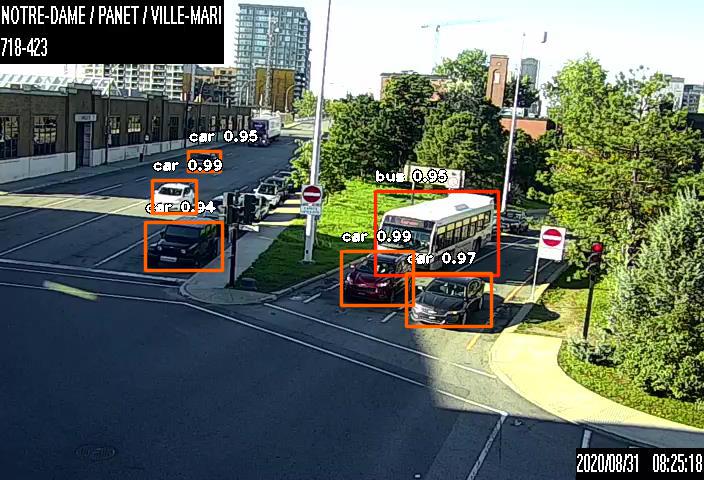 NOTRE-DAME / PANET / VILLE-MARI
718-423
car 0.95
car 0.99
car 0.94
bus 0.95
car 0.99
car 0.97
2020/08/31 08:25:18